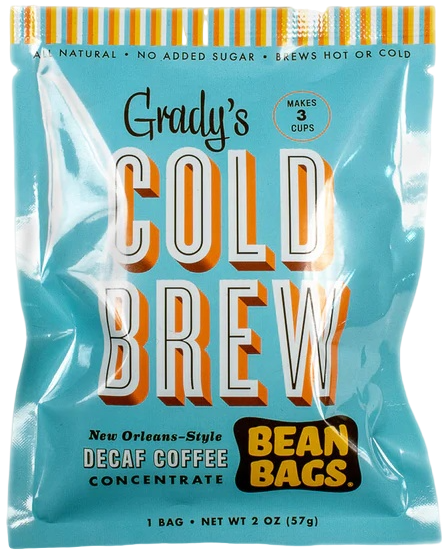 ALL NATURAL • NO ADDED SUGAR • BREWS HOT OR COLD
Grady's
MAKES
3
CUPS
COLD
BREW
New Orleans-Style
DECAF COFFEE
CONCENTRATE
BEAN
BAGS®
1 BAG • NET WT 2 OZ (57g)